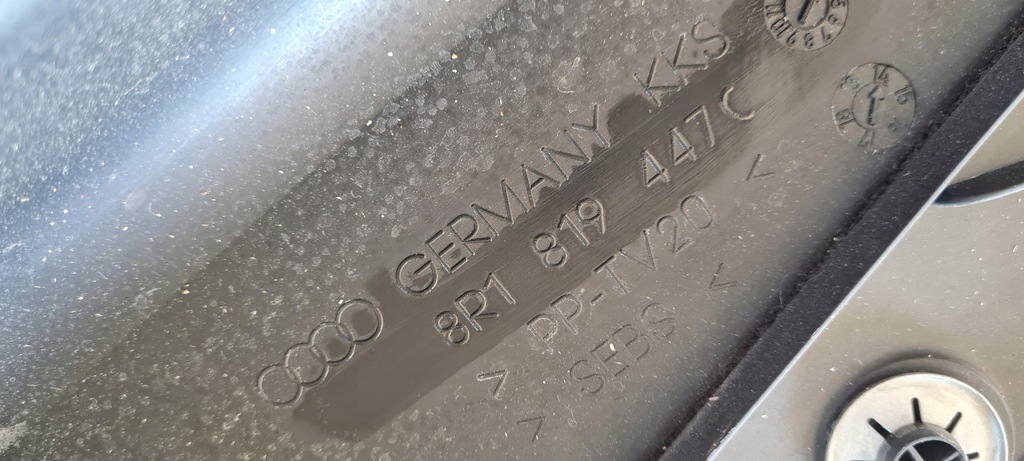 GERMANY KKS
8R1 819 447 C
> PP-TV20 <
> SEBS <